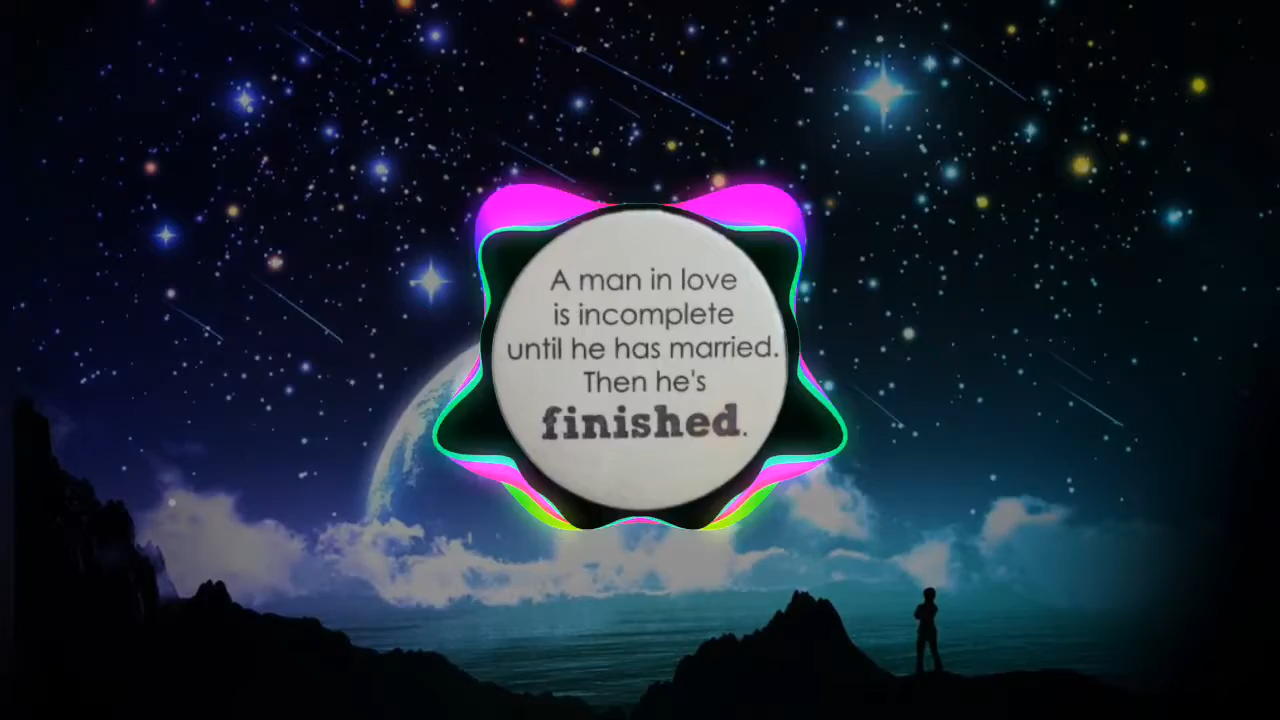 A man in love
is incomplete
until he has married.
Then he's
finished.